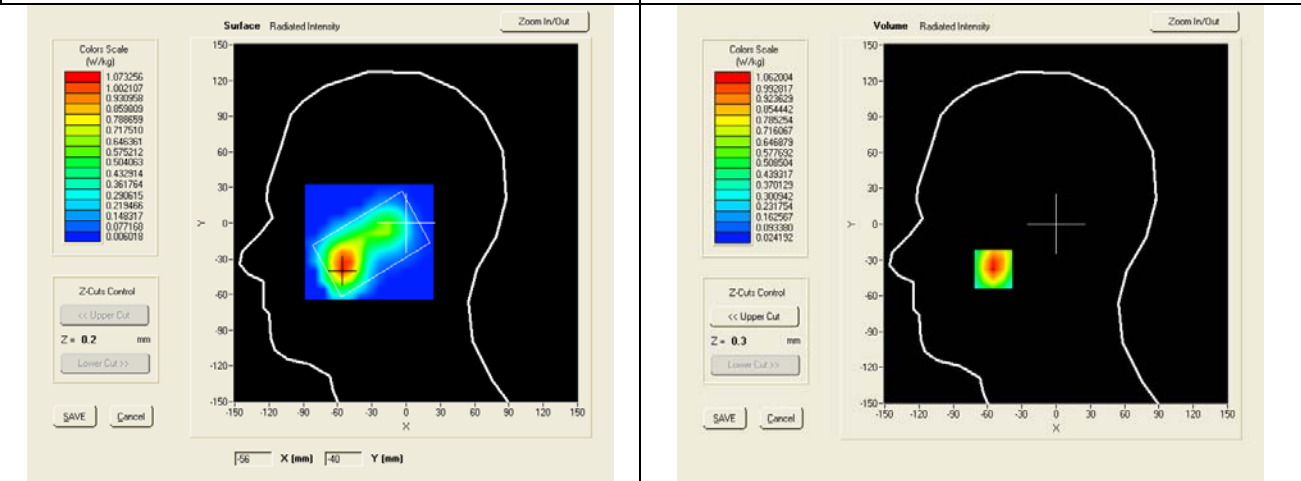 Surface Radiated Intensity
Zoom In/Out
Colors Scale
(W/kg)
1.073256
1.002107
0.930958
0.859809
0.788659
0.717510
0.646361
0.575212
0.504063
0.432914
0.361764
0.290615
0.219466
0.148317
0.077168
0.006018
Z-Cuts Control
<< Upper Cut
Z = 0.2 mm
Lower Cut >>
SAVE Cancel
150
120
90
60
30
0
-30
-60
-90
-120
-150
Y
-150 -120 -90 -60 -30 0 30 60 90 120 150
X
-56 X (mm) -40 Y (mm)
Volume Radiated Intensity
Zoom In/Out
Colors Scale
(W/kg)
1.062004
0.992817
0.923629
0.854442
0.785254
0.716067
0.646879
0.577692
0.508504
0.439317
0.370129
0.300942
0.231754
0.162567
0.093380
0.024192
Z-Cuts Control
<< Upper Cut
Z = 0.3 mm
Lower Cut >>
SAVE Cancel
150
120
90
60
30
0
-30
-60
-90
-120
-150
Y
-150 -120 -90 -60 -30 0 30 60 90 120 150
X